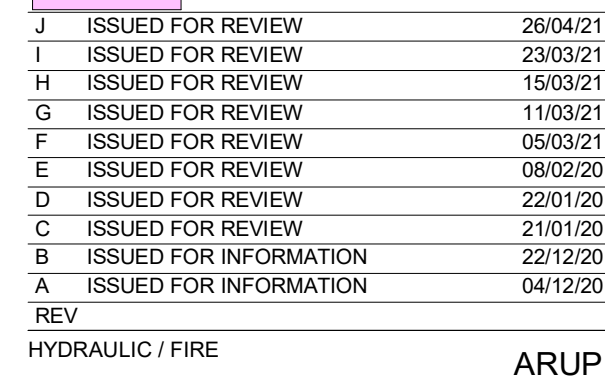 J ISSUED FOR REVIEW 26/04/21
I ISSUED FOR REVIEW 23/03/21
H ISSUED FOR REVIEW 15/03/21
G ISSUED FOR REVIEW 11/03/21
F ISSUED FOR REVIEW 05/03/21
E ISSUED FOR REVIEW 08/02/20
D ISSUED FOR REVIEW 22/01/20
C ISSUED FOR REVIEW 21/01/20
B ISSUED FOR INFORMATION 22/12/20
A ISSUED FOR INFORMATION 04/12/20
REV
HYDRAULIC / FIRE
ARUP